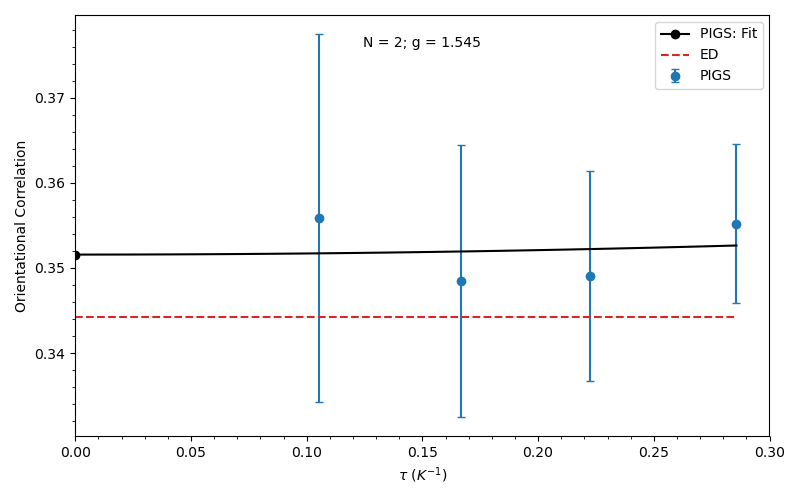 N = 2; g = 1.545
PIGS: Fit
ED
PIGS
Orientational Correlation
0.37
0.36
0.35
0.34
0.00 0.05 0.10 0.15 0.20 0.25 0.30
τ (K⁻¹)